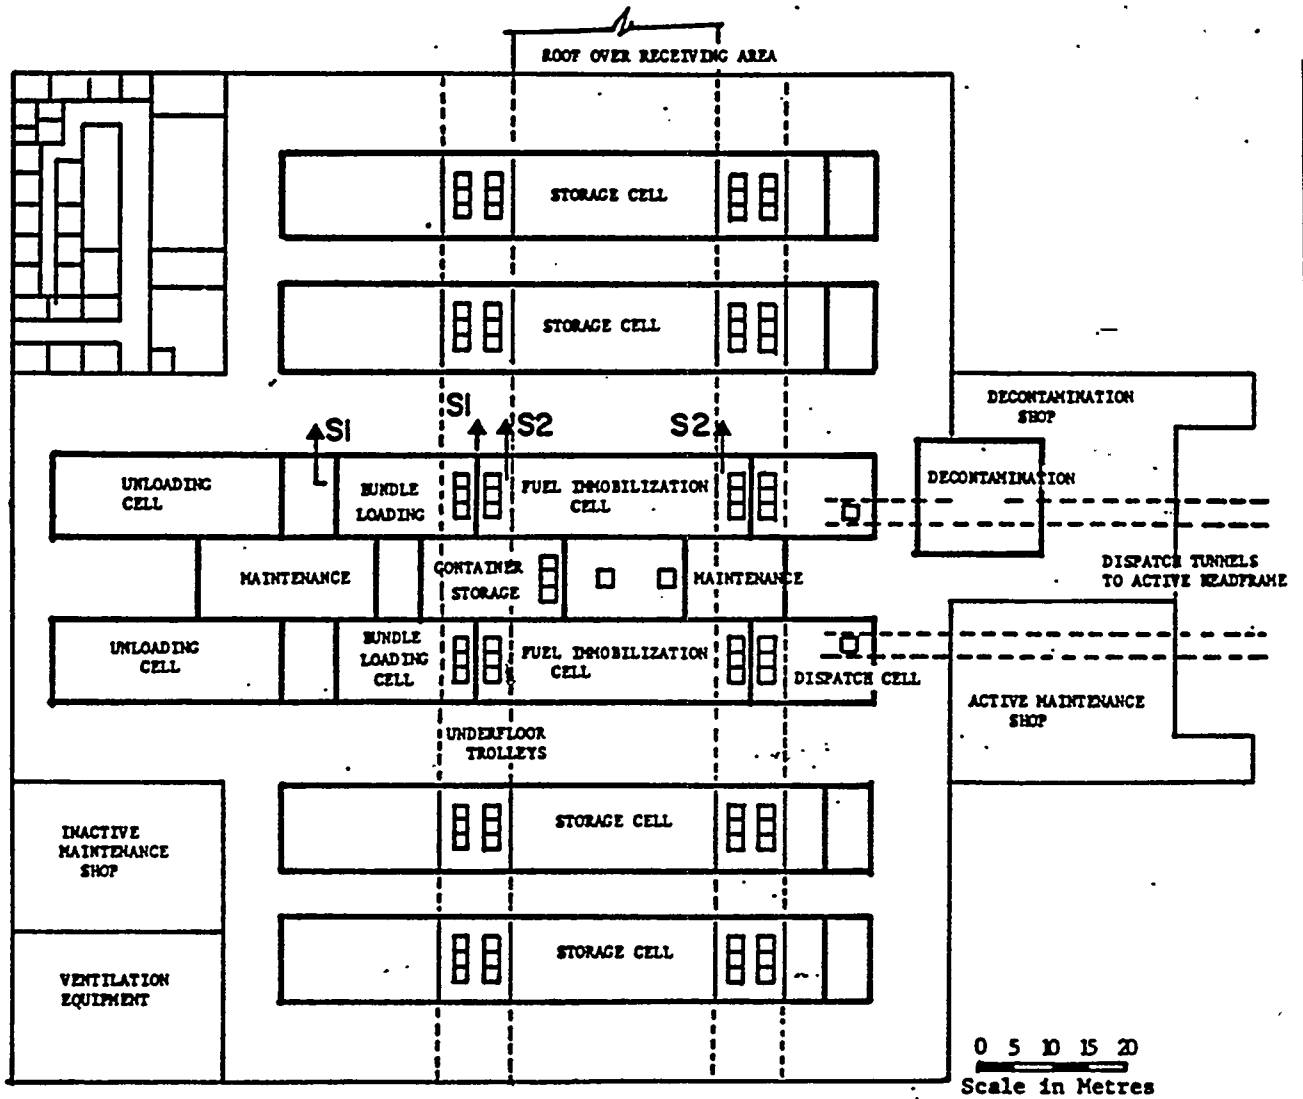 ROOF OVER RECEIVING AREA
STORAGE CELL
STORAGE CELL
DECONTAMINATION
SHOP
S1
S1
S2
S2
UNLOADING
CELL
BUNDLE
LOADING
FUEL IMMOBILIZATION
CELL
DECONTAMINATION
MAINTENANCE
CONTAINER
STORAGE
MAINTENANCE
DISPATCH TUNNELS
TO ACTIVE HEADFRAME
UNLOADING
CELL
BUNDLE
LOADING
CELL
FUEL IMMOBILIZATION
CELL
DISPATCH CELL
ACTIVE MAINTENANCE
SHOP
UNDERFLOOR
TROLLEYS
INACTIVE
MAINTENANCE
SHOP
STORAGE CELL
STORAGE CELL
VENTILATION
EQUIPMENT
0 5 10 15 20
Scale in Metres